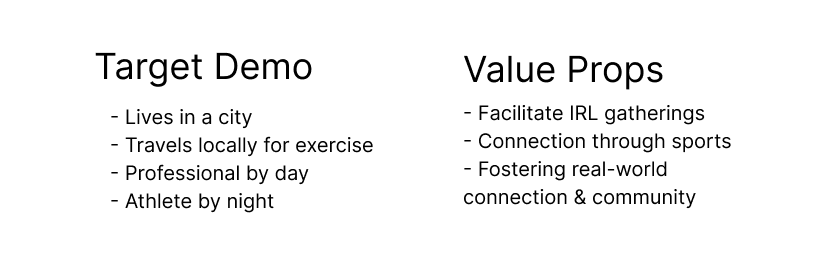 Target Demo
- Lives in a city
- Travels locally for exercise
- Professional by day
- Athlete by night
Value Props
- Facilitate IRL gatherings
- Connection through sports
- Fostering real-world
connection & community